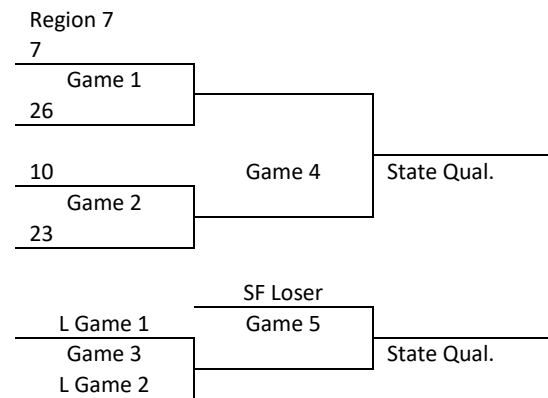 Region 7
7
Game 1
26
10
Game 4
State Qual.
Game 2
23
SF Loser
L Game 1
Game 5
Game 3
State Qual.
L Game 2